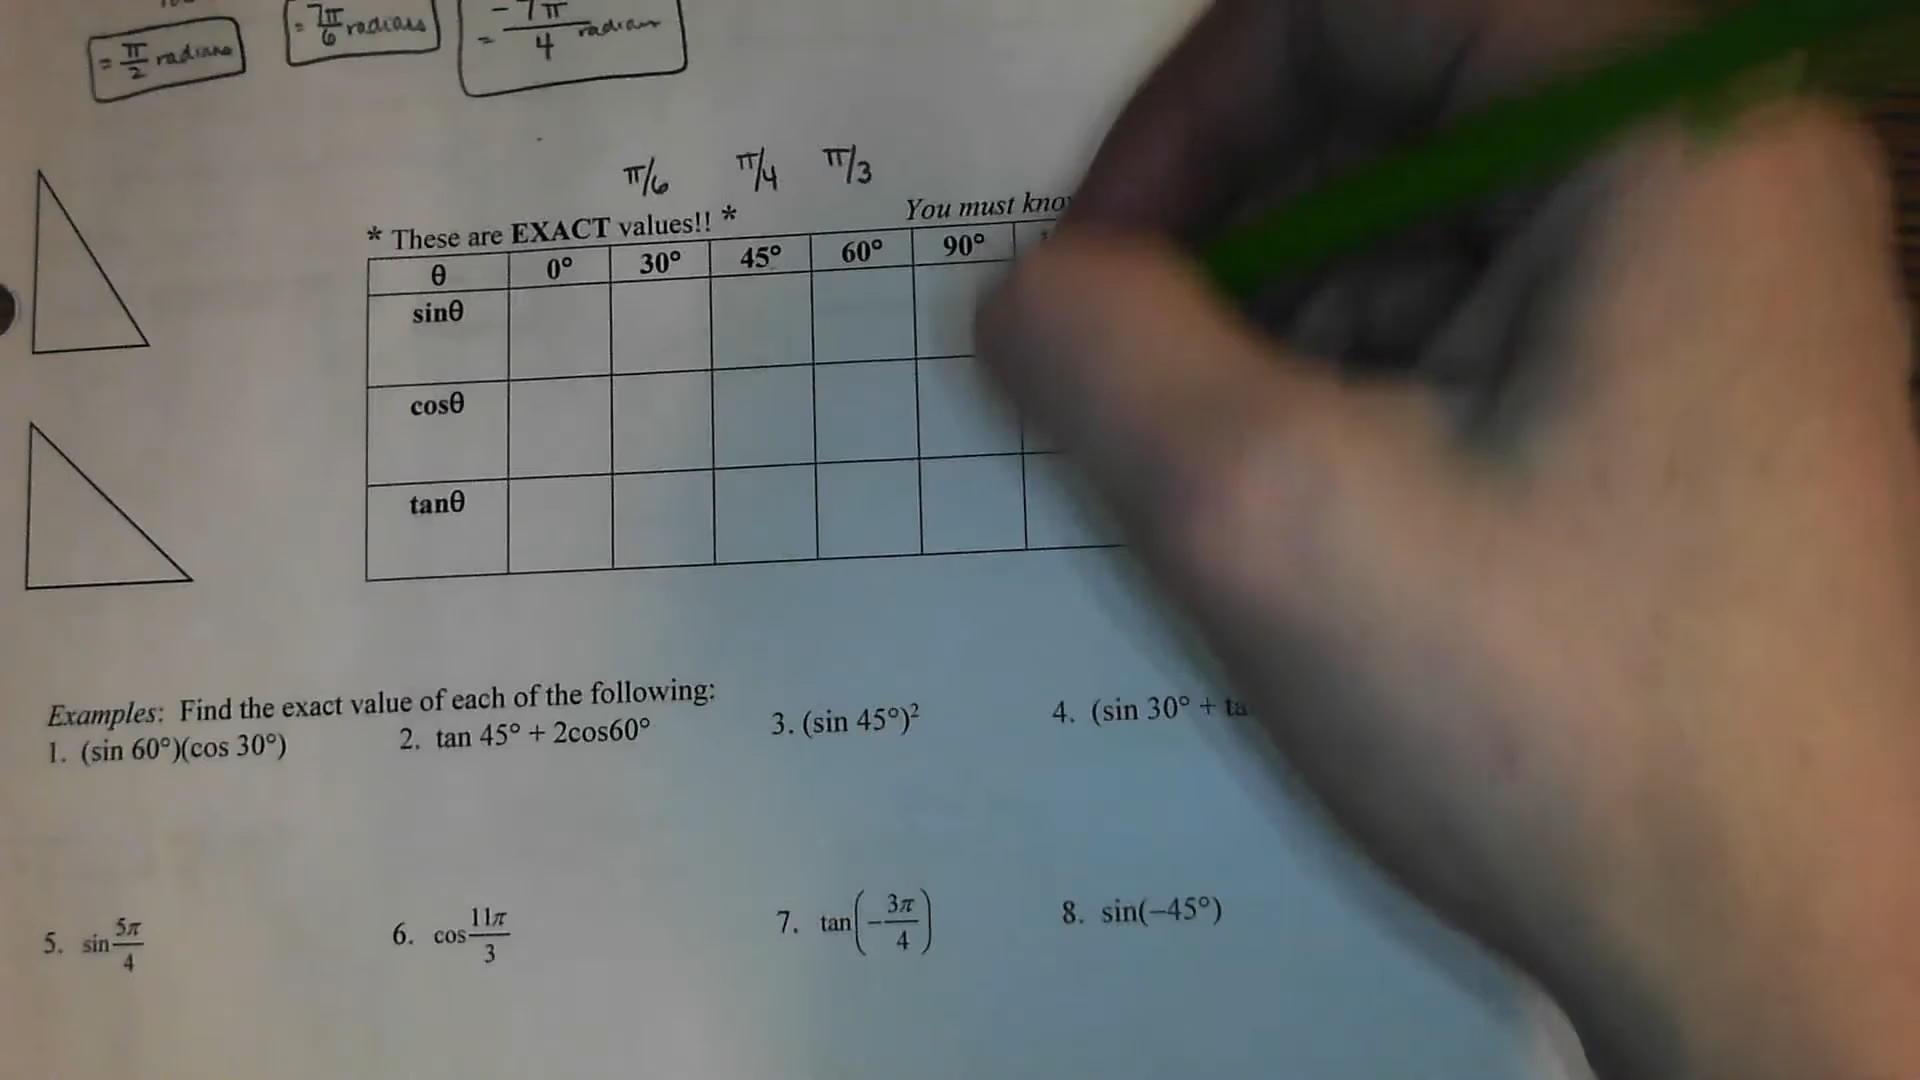 = π/2 radians
= 7π/6 radians
= -7π/4 radian
π/6 π/4 π/3
* These are EXACT values!! *
You must
θ 0° 30° 45° 60° 90°
sinθ
cosθ
tanθ
Examples: Find the exact value of each of the following:
1. (sin 60°)(cos 30°)
2. tan 45° + 2cos60°
3. (sin 45°)²
4. (sin 30° +
5. sin 5π/4
6. cos 11π/3
7. tan(-3π/4)
8. sin(–45°)